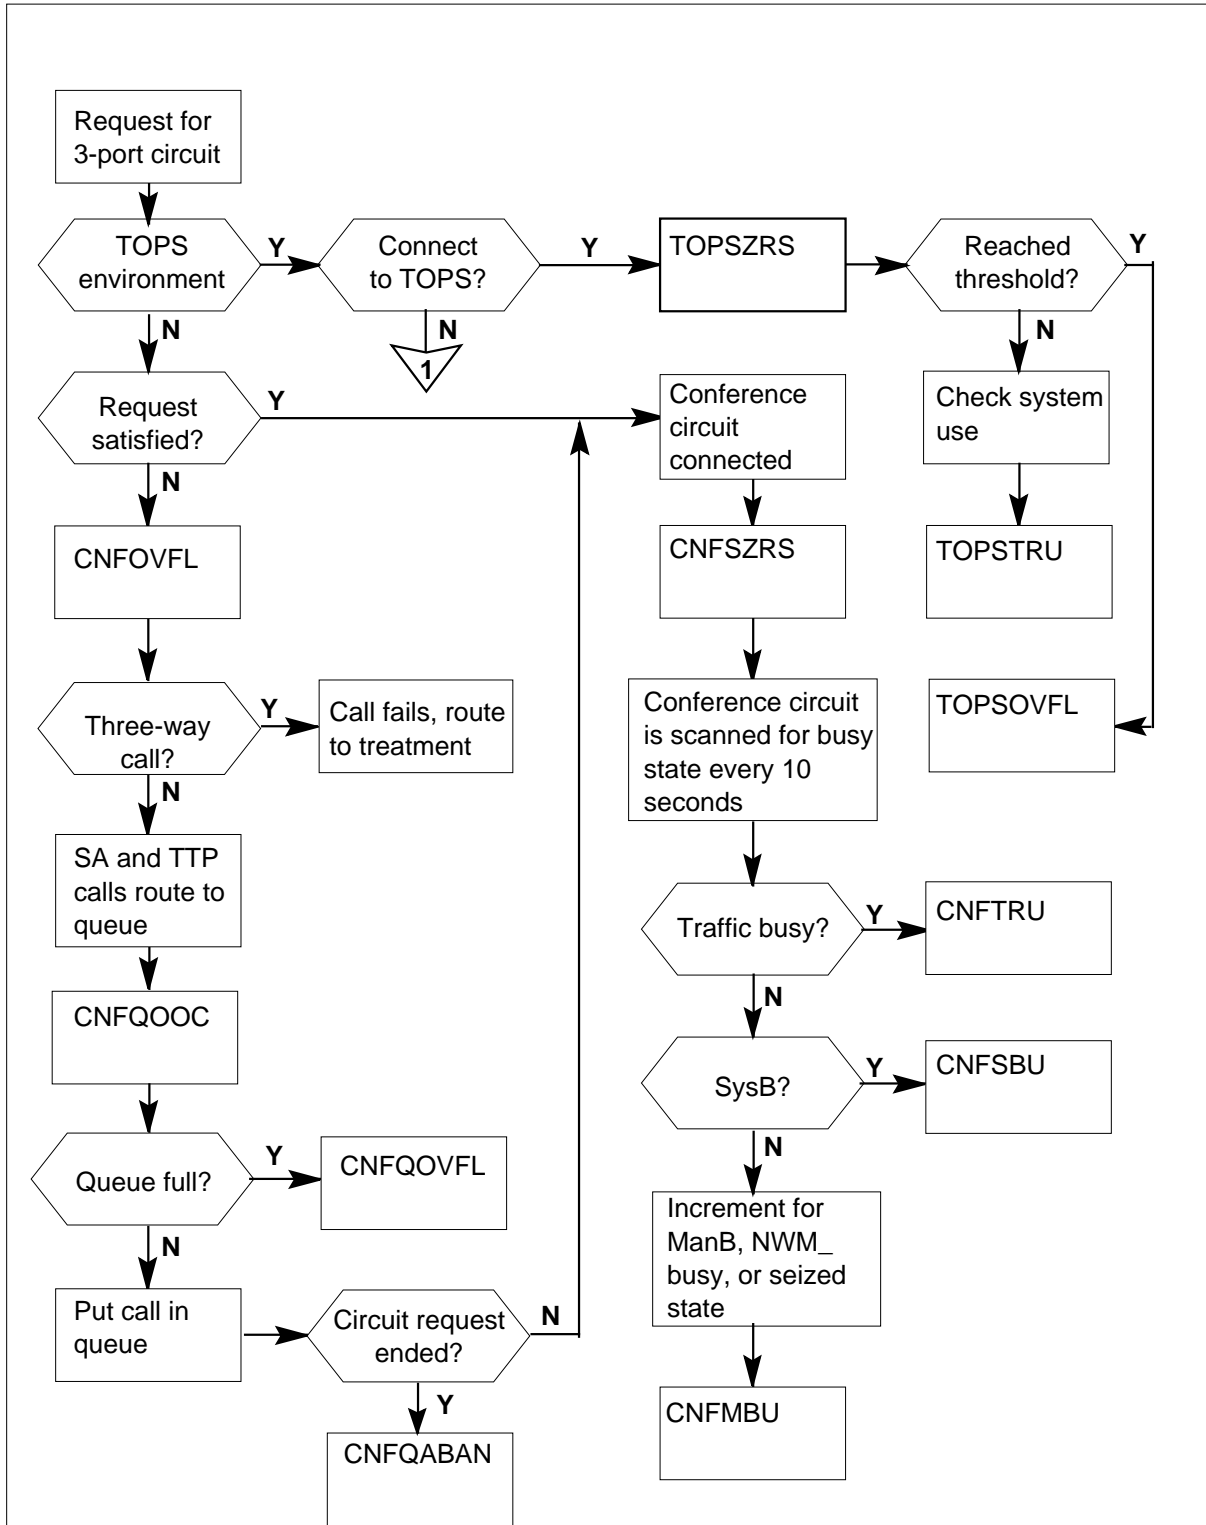 Request for
3-port circuit
TOPS
environment
Y
Connect
to TOPS?
Y
TOPSZRS
Reached
threshold?
Y
N
N
1
N
Request
satisfied?
Y
Conference
circuit
connected
Check system
use
N
CNFOVFL
CNFSZRS
TOPSTRU
Three-way
call?
Y
Call fails, route
to treatment
Conference circuit
is scanned for busy
state every 10
seconds
TOPSOVFL
N
SA and TTP
calls route to
queue
Traffic busy?
Y
CNFTRU
N
CNFQOOC
SysB?
Y
CNFSBU
N
Queue full?
Y
CNFQOVFL
Increment for
ManB, NWM_
busy, or seized
state
N
Put call in
queue
Circuit request
ended?
N
Y
CNFMBU
CNFQABAN